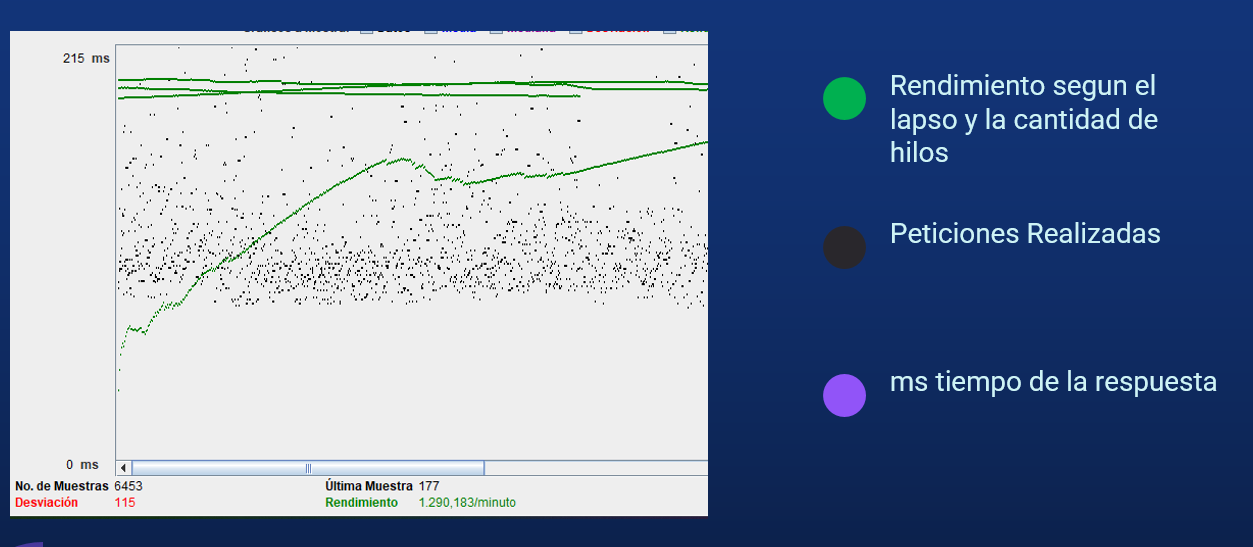 215 ms
0 ms
No. de Muestras 6453
Última Muestra 177
Desviación 115
Rendimiento 1.290,183/minuto
Rendimiento segun el
lapso y la cantidad de
hilos
Peticiones Realizadas
ms tiempo de la respuesta